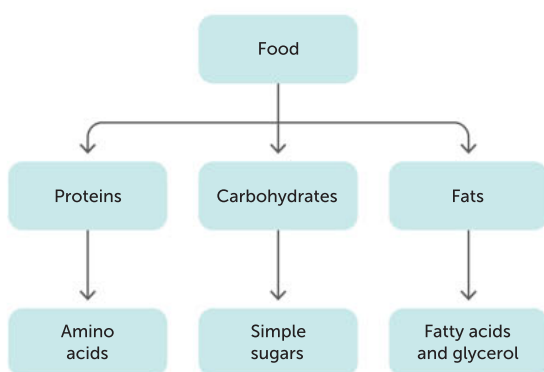 Food
Proteins
Carbohydrates
Fats
Amino
acids
Simple
sugars
Fatty acids
and glycerol